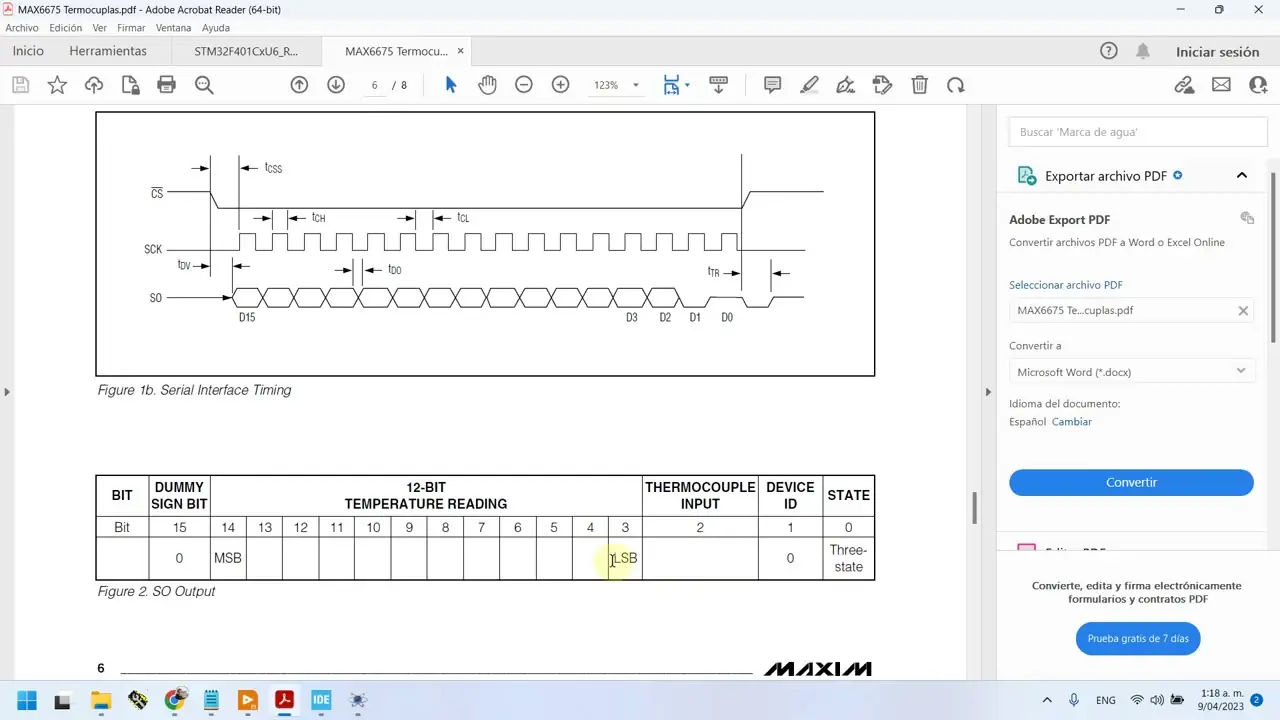 MAX6675 Termocuplas.pdf - Adobe Acrobat Reader (64-bit)
Archivo Edición Ver Firmar Ventana Ayuda
Inicio Herramientas STM32F401CxU6_R... MAX6675 Termocu... ×
Iniciar sesión
6 / 8 123%
tCSS
CS
tCH tCL
SCK
tDV tDO tTR
SO
D15 D3 D2 D1 D0
Figure 1b. Serial Interface Timing
BIT DUMMY SIGN BIT 12-BIT TEMPERATURE READING THERMOCOUPLE INPUT DEVICE ID STATE
Bit 15 14 13 12 11 10 9 8 7 6 5 4 3 2 1 0
0 MSB LSB 0 Three-state
Figure 2. SO Output
6 MAXIM
Buscar 'Marca de agua'
Exportar archivo PDF
Adobe Export PDF
Convertir archivos PDF a Word o Excel Online
Seleccionar archivo PDF
MAX6675 Te...cuplas.pdf
Convertir a
Microsoft Word (*.docx)
Idioma del documento:
Español Cambiar
Convertir
Convierte, edita y firma electrónicamente
formularios y contratos PDF
Prueba gratis de 7 días
IDE
ENG
1:18 a. m.
9/04/2023
2